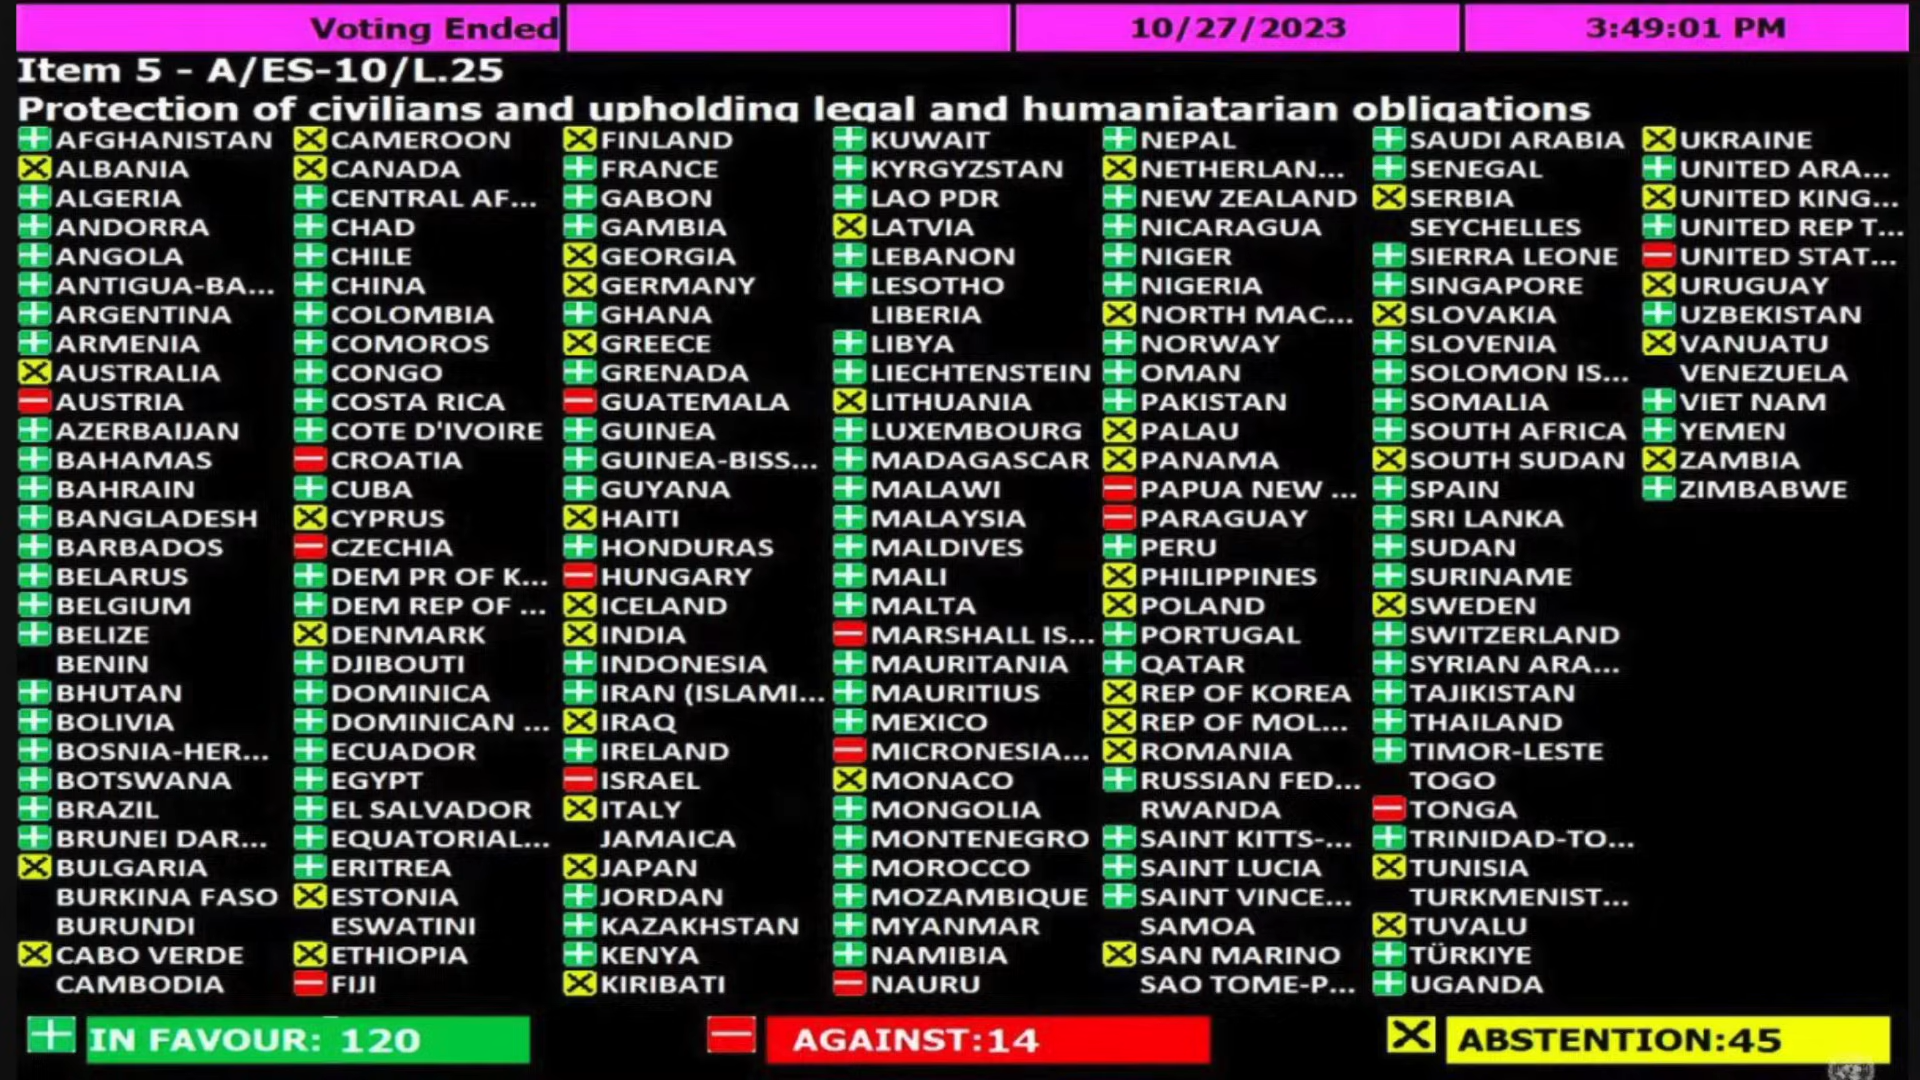 Voting Ended 10/27/2023 3:49:01 PM
Item 5 - A/ES-10/L.25
Protection of civilians and upholding legal and humaniatarian obligations
AFGHANISTAN
ALBANIA
ALGERIA
ANDORRA
ANGOLA
ANTIGUA-BA...
ARGENTINA
ARMENIA
AUSTRALIA
AUSTRIA
AZERBAIJAN
BAHAMAS
BAHRAIN
BANGLADESH
BARBADOS
BELARUS
BELGIUM
BELIZE
BENIN
BHUTAN
BOLIVIA
BOSNIA-HER...
BOTSWANA
BRAZIL
BRUNEI DAR...
BULGARIA
BURKINA FASO
BURUNDI
CABO VERDE
CAMBODIA
CAMEROON
CANADA
CENTRAL AF...
CHAD
CHILE
CHINA
COLOMBIA
COMOROS
CONGO
COSTA RICA
COTE D'IVOIRE
CROATIA
CUBA
CYPRUS
CZECHIA
DEM PR OF K...
DEM REP OF ...
DENMARK
DJIBOUTI
DOMINICA
DOMINICAN ...
ECUADOR
EGYPT
EL SALVADOR
EQUATORIAL...
ERITREA
ESTONIA
ESWATINI
ETHIOPIA
FIJI
FINLAND
FRANCE
GABON
GAMBIA
GEORGIA
GERMANY
GHANA
GREECE
GRENADA
GUATEMALA
GUINEA
GUINEA-BISS...
GUYANA
HAITI
HONDURAS
HUNGARY
ICELAND
INDIA
INDONESIA
IRAN (ISLAMI...
IRAQ
IRELAND
ISRAEL
ITALY
JAMAICA
JAPAN
JORDAN
KAZAKHSTAN
KENYA
KIRIBATI
KUWAIT
KYRGYZSTAN
LAO PDR
LATVIA
LEBANON
LESOTHO
LIBERIA
LIBYA
LIECHTENSTEIN
LITHUANIA
LUXEMBOURG
MADAGASCAR
MALAWI
MALAYSIA
MALDIVES
MALI
MALTA
MARSHALL IS...
MAURITANIA
MAURITIUS
MEXICO
MICRONESIA...
MONACO
MONGOLIA
MONTENEGRO
MOROCCO
MOZAMBIQUE
MYANMAR
NAMIBIA
NAURU
NEPAL
NETHERLAN...
NEW ZEALAND
NICARAGUA
NIGER
NIGERIA
NORTH MAC...
NORWAY
OMAN
PAKISTAN
PALAU
PANAMA
PAPUA NEW ...
PARAGUAY
PERU
PHILIPPINES
POLAND
PORTUGAL
QATAR
REP OF KOREA
REP OF MOL...
ROMANIA
RUSSIAN FED...
RWANDA
SAINT KITTS-...
SAINT LUCIA
SAINT VINCE...
SAMOA
SAN MARINO
SAO TOME-P...
SAUDI ARABIA
SENEGAL
SERBIA
SEYCHELLES
SIERRA LEONE
SINGAPORE
SLOVAKIA
SLOVENIA
SOLOMON IS...
SOMALIA
SOUTH AFRICA
SOUTH SUDAN
SPAIN
SRI LANKA
SUDAN
SURINAME
SWEDEN
SWITZERLAND
SYRIAN ARA...
TAJIKISTAN
THAILAND
TIMOR-LESTE
TOGO
TONGA
TRINIDAD-TO...
TUNISIA
TURKMENIST...
TUVALU
TÜRKIYE
UGANDA
UKRAINE
UNITED ARA...
UNITED KING...
UNITED REP T...
UNITED STAT...
URUGUAY
UZBEKISTAN
VANUATU
VENEZUELA
VIET NAM
YEMEN
ZAMBIA
ZIMBABWE
IN FAVOUR: 120
AGAINST:14
ABSTENTION:45